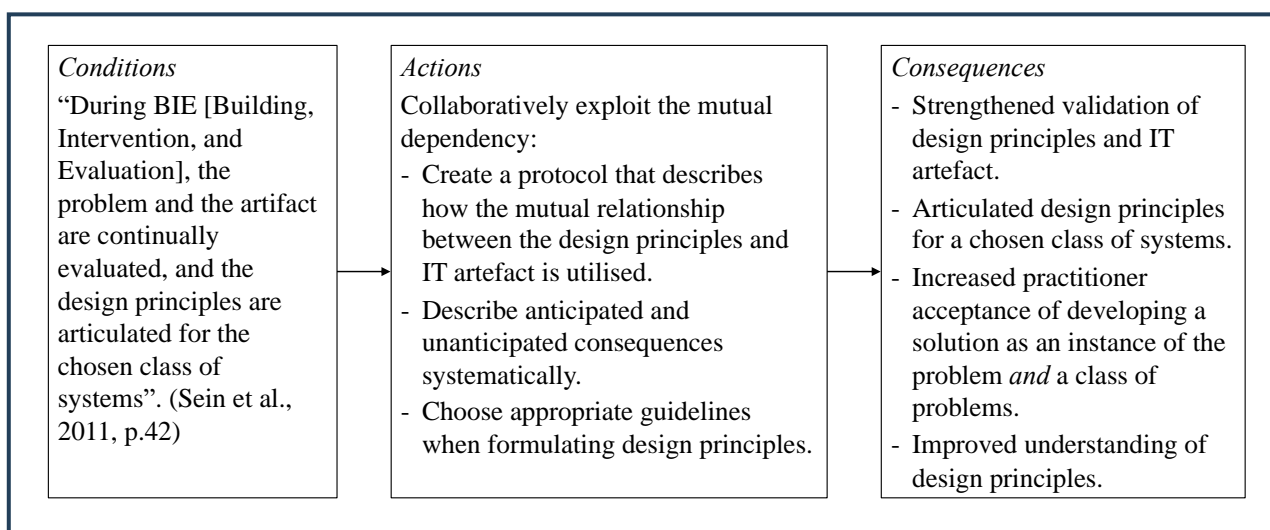 Conditions
“During BIE [Building,
Intervention, and
Evaluation], the
problem and the artifact
are continually
evaluated, and the
design principles are
articulated for the
chosen class of
systems”. (Sein et al.,
2011, p.42)
Actions
Collaboratively exploit the mutual
dependency:
- Create a protocol that describes
how the mutual relationship
between the design principles and
IT artefact is utilised.
- Describe anticipated and
unanticipated consequences
systematically.
- Choose appropriate guidelines
when formulating design principles.
Consequences
- Strengthened validation of
design principles and IT
artefact.
- Articulated design principles
for a chosen class of systems.
- Increased practitioner
acceptance of developing a
solution as an instance of the
problem and a class of
problems.
- Improved understanding of
design principles.